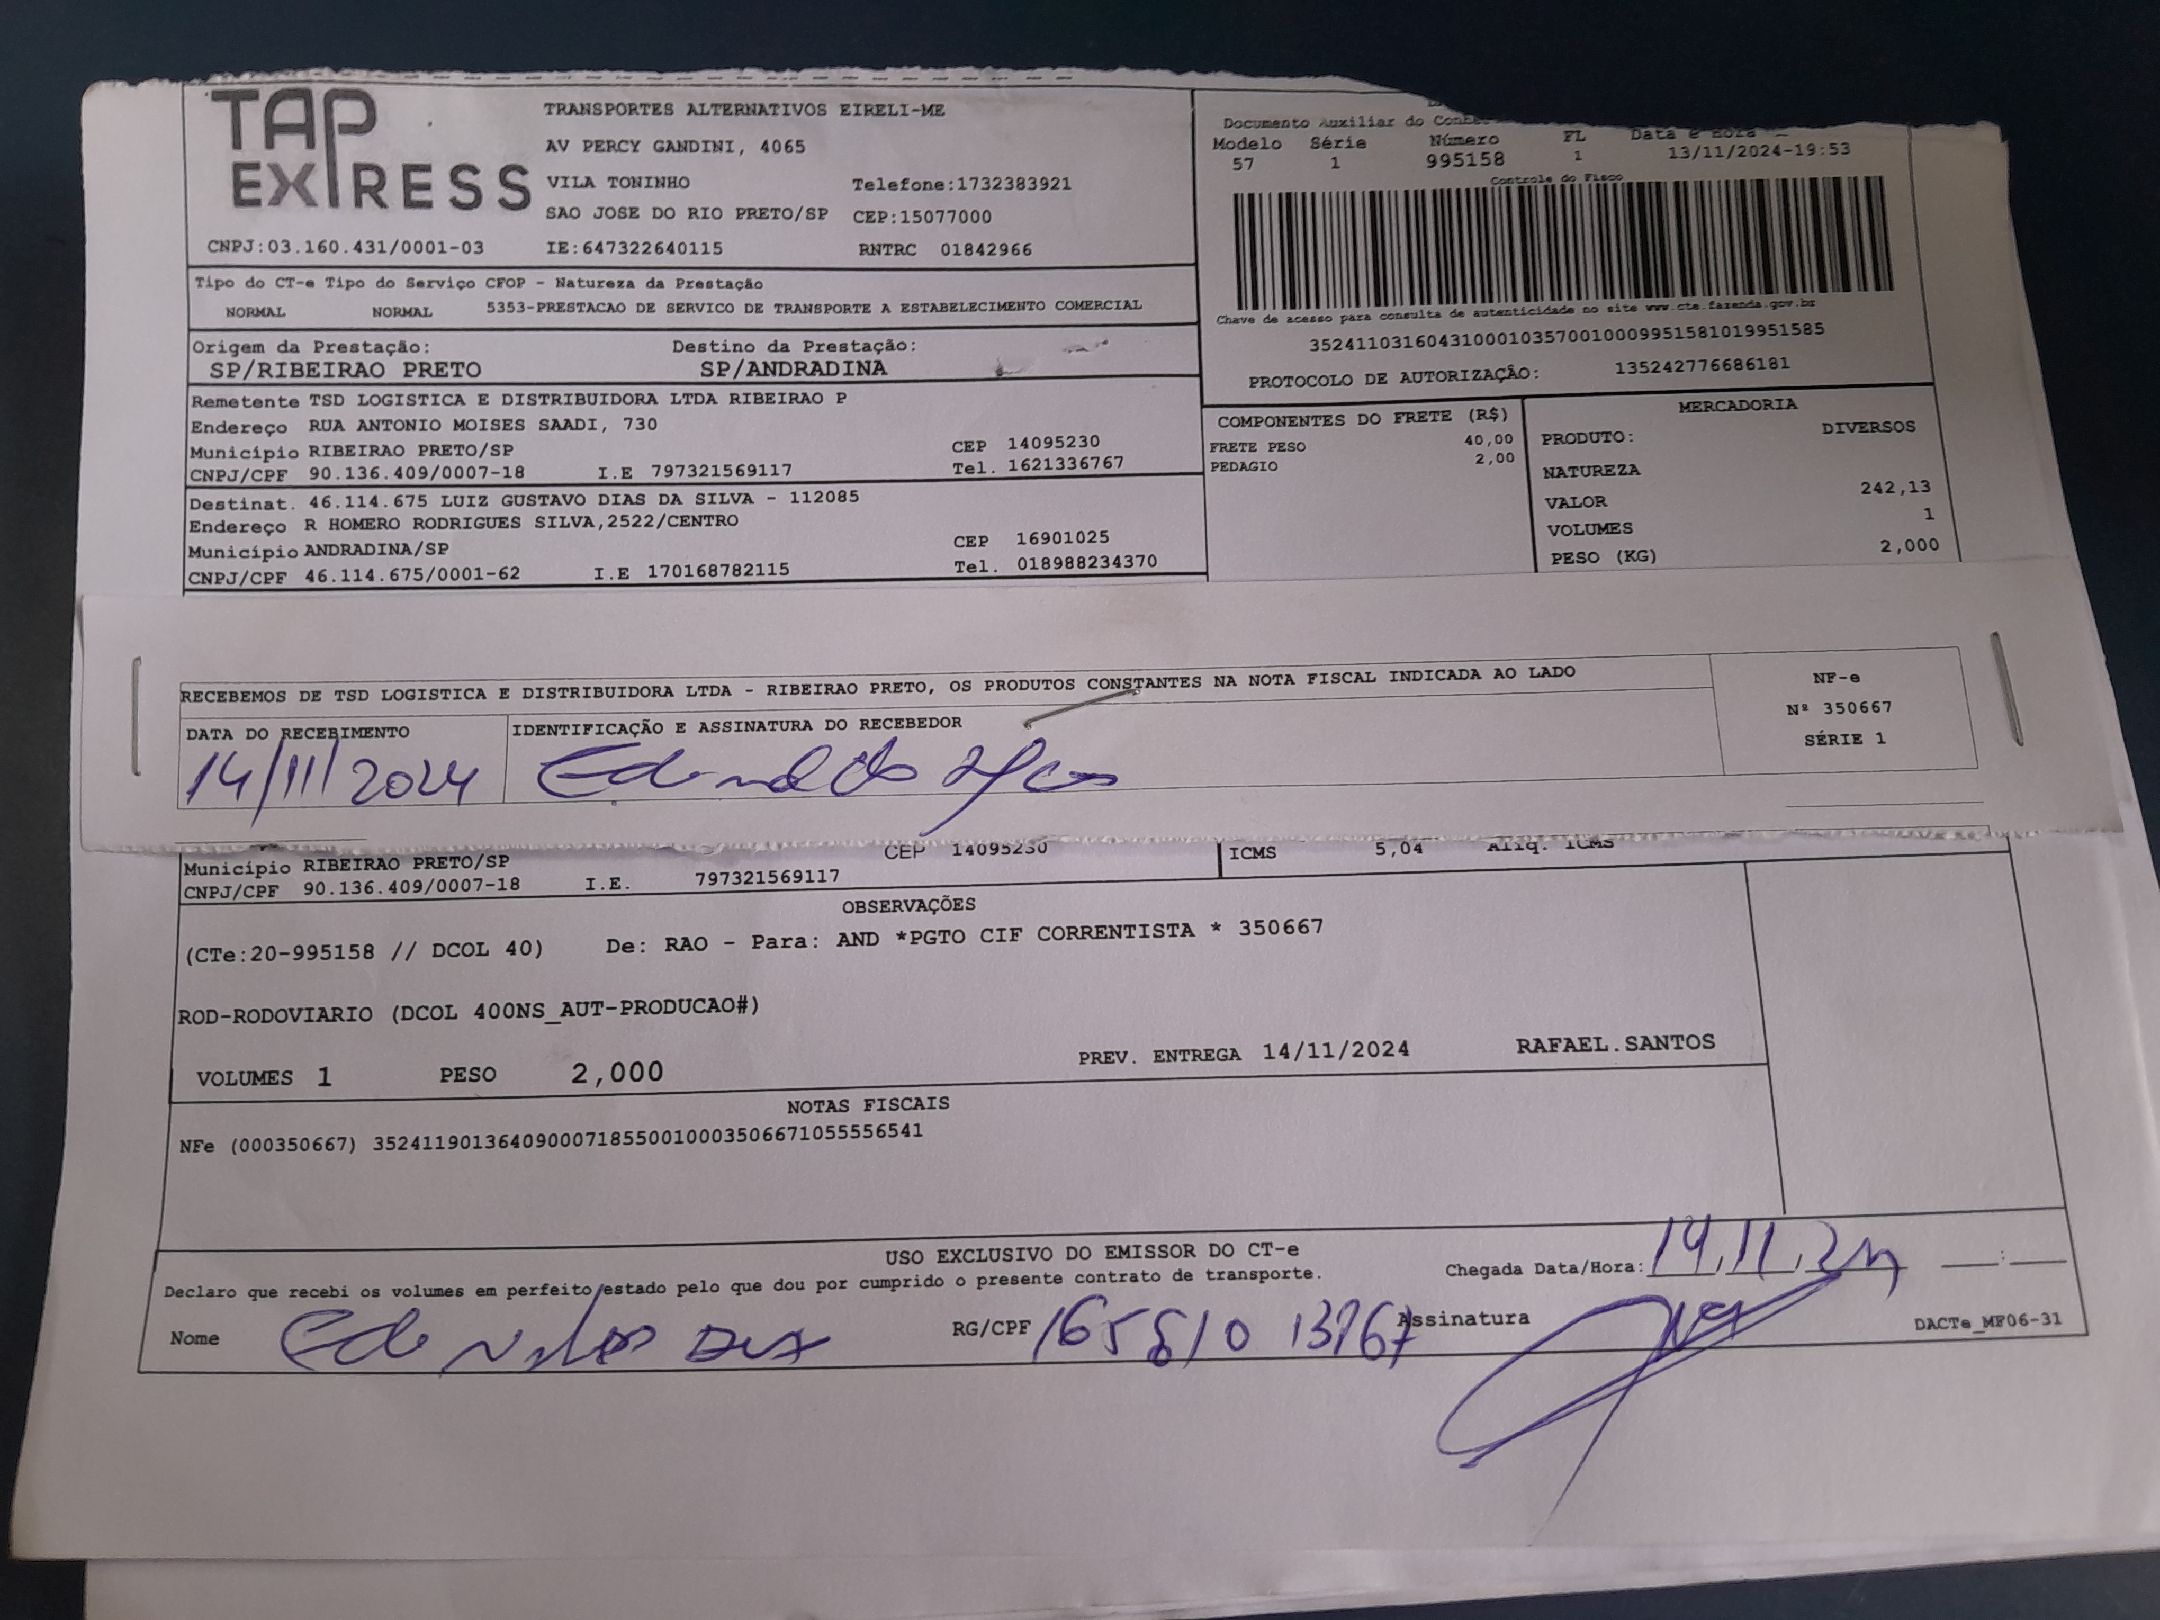 TAP EXPRESS
TRANSPORTES ALTERNATIVOS EIRELI-ME
AV PERCY GANDINI, 4065
VILA TONINHO Telefone:1732383921
SAO JOSE DO RIO PRETO/SP CEP:15077000
CNPJ:03.160.431/0001-03 IE:647322640115 RNTRC 01842966
Documento Auxiliar do
Modelo Série Número FL Data e hora
57 1 995158 1 13/11/2024-19:53
Controle do Fisco
Chave de acesso para consulta de autenticidade no site www.cte.fazenda.gov.br
35241103160431000103570010009951581019951585
PROTOCOLO DE AUTORIZAÇÃO: 135242776686181
Tipo do CT-e Tipo do Serviço CFOP - Natureza da Prestação
NORMAL NORMAL 5353-PRESTACAO DE SERVICO DE TRANSPORTE A ESTABELECIMENTO COMERCIAL
Origem da Prestação: Destino da Prestação:
SP/RIBEIRAO PRETO SP/ANDRADINA
Remetente TSD LOGISTICA E DISTRIBUIDORA LTDA RIBEIRAO P
Endereço RUA ANTONIO MOISES SAADI, 730
Município RIBEIRAO PRETO/SP CEP 14095230
CNPJ/CPF 90.136.409/0007-18 I.E 797321569117 Tel. 1621336767
Destinat. 46.114.675 LUIZ GUSTAVO DIAS DA SILVA - 112085
Endereço R HOMERO RODRIGUES SILVA,2522/CENTRO
Município ANDRADINA/SP CEP 16901025
CNPJ/CPF 46.114.675/0001-62 I.E 170168782115 Tel. 018988234370
COMPONENTES DO FRETE (R$)
FRETE PESO 40,00
PEDAGIO 2,00
MERCADORIA
PRODUTO: DIVERSOS
NATUREZA
VALOR 242,13
VOLUMES 1
PESO (KG) 2,000
RECEBEMOS DE TSD LOGISTICA E DISTRIBUIDORA LTDA - RIBEIRAO PRETO, OS PRODUTOS CONSTANTES NA NOTA FISCAL INDICADA AO LADO
DATA DO RECEBIMENTO IDENTIFICAÇÃO E ASSINATURA DO RECEBEDOR
14/11/2024
NF-e
Nº 350667
SÉRIE 1
Município RIBEIRAO PRETO/SP CEP 14095230
CNPJ/CPF 90.136.409/0007-18 I.E. 797321569117
ICMS 5,04 Aliq. ICMS
OBSERVAÇÕES
(CTe:20-995158 // DCOL 40) De: RAO - Para: AND *PGTO CIF CORRENTISTA * 350667
ROD-RODOVIARIO (DCOL 400NS_AUT-PRODUCAO#)
VOLUMES 1 PESO 2,000 PREV. ENTREGA 14/11/2024 RAFAEL.SANTOS
NOTAS FISCAIS
NFe (000350667) 35241190136409000718550010003506671055556541
USO EXCLUSIVO DO EMISSOR DO CT-e
Declaro que recebi os volumes em perfeito estado pelo que dou por cumprido o presente contrato de transporte. Chegada Data/Hora: 14,11,24 :
Nome RG/CPF Assinatura
DACTe_MF06-31